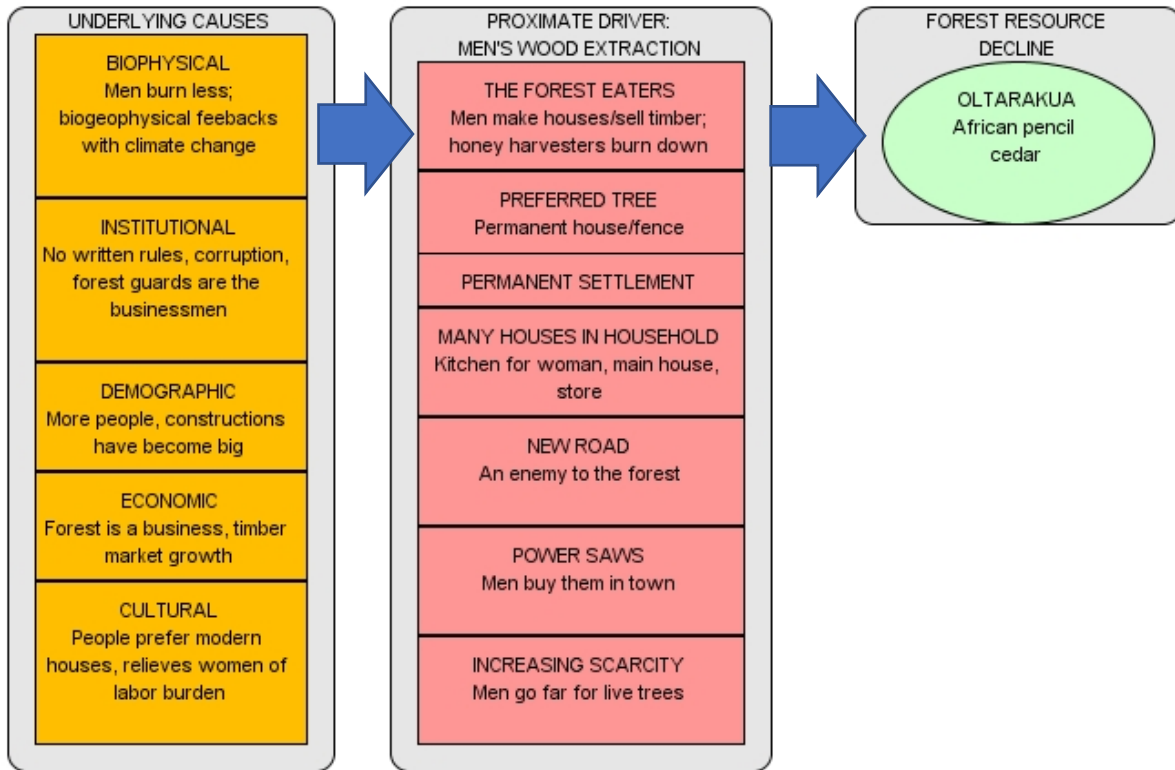 UNDERLYING CAUSES
BIOPHYSICAL
Men burn less;
biogeophysical feebacks
with climate change
INSTITUTIONAL
No written rules, corruption,
forest guards are the
businessmen
DEMOGRAPHIC
More people, constructions
have become big
ECONOMIC
Forest is a business, timber
market growth
CULTURAL
People prefer modern
houses, relieves women of
labor burden
PROXIMATE DRIVER:
MEN'S WOOD EXTRACTION
THE FOREST EATERS
Men make houses/sell timber;
honey harvesters burn down
PREFERRED TREE
Permanent house/fence
PERMANENT SETTLEMENT
MANY HOUSES IN HOUSEHOLD
Kitchen for woman, main house,
store
NEW ROAD
An enemy to the forest
POWER SAWS
Men buy them in town
INCREASING SCARCITY
Men go far for live trees
FOREST RESOURCE
DECLINE
OLTARAKUA
African pencil
cedar